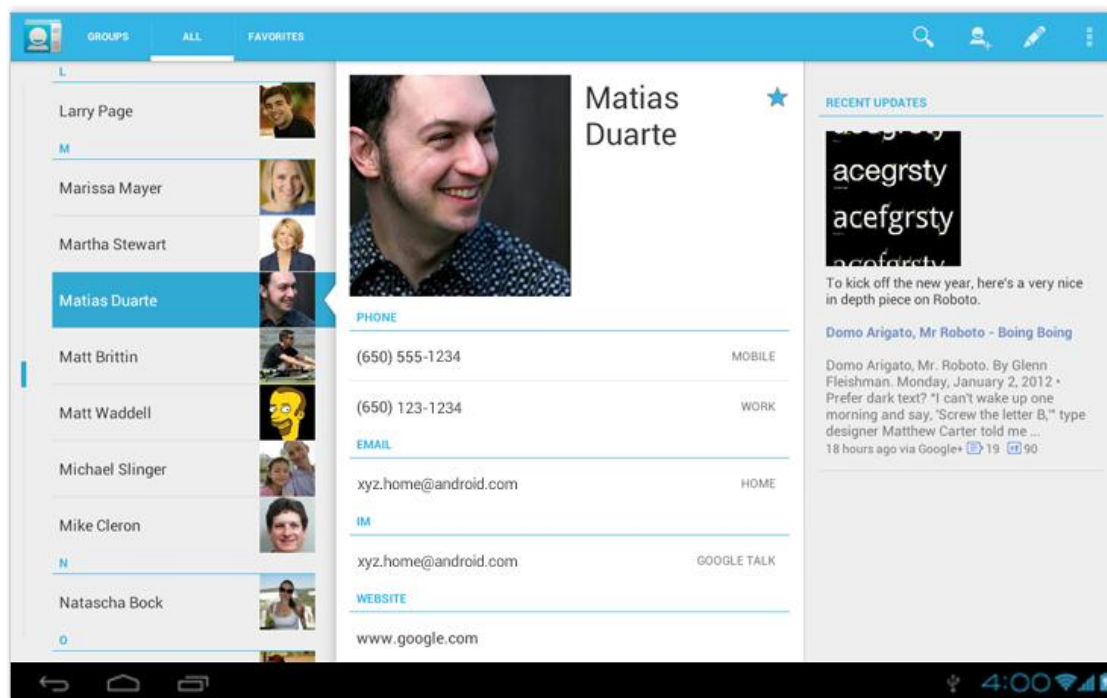 GROUPS
ALL
FAVORITES
L
Larry Page
M
Marissa Mayer
Martha Stewart
Matias Duarte
Matt Brittin
Matt Waddell
Michael Slinger
Mike Cleron
N
Natascha Bock
O
Matias
Duarte
PHONE
(650) 555-1234 MOBILE
(650) 123-1234 WORK
EMAIL
xyz.home@android.com HOME
IM
xyz.home@android.com GOOGLE TALK
WEBSITE
www.google.com
RECENT UPDATES
acegrsty
acefgrsty
To kick off the new year, here's a very nice
in depth piece on Roboto.
Domo Arigato, Mr Roboto - Boing Boing
Domo Arigato, Mr. Roboto. By Glenn
Fleishman. Monday, January 2, 2012 •
Prefer dark text? "I can't wake up one
morning and say, 'Screw the letter B,'" type
designer Matthew Carter told me ...
18 hours ago via Google+ 19 +1 90
4:00